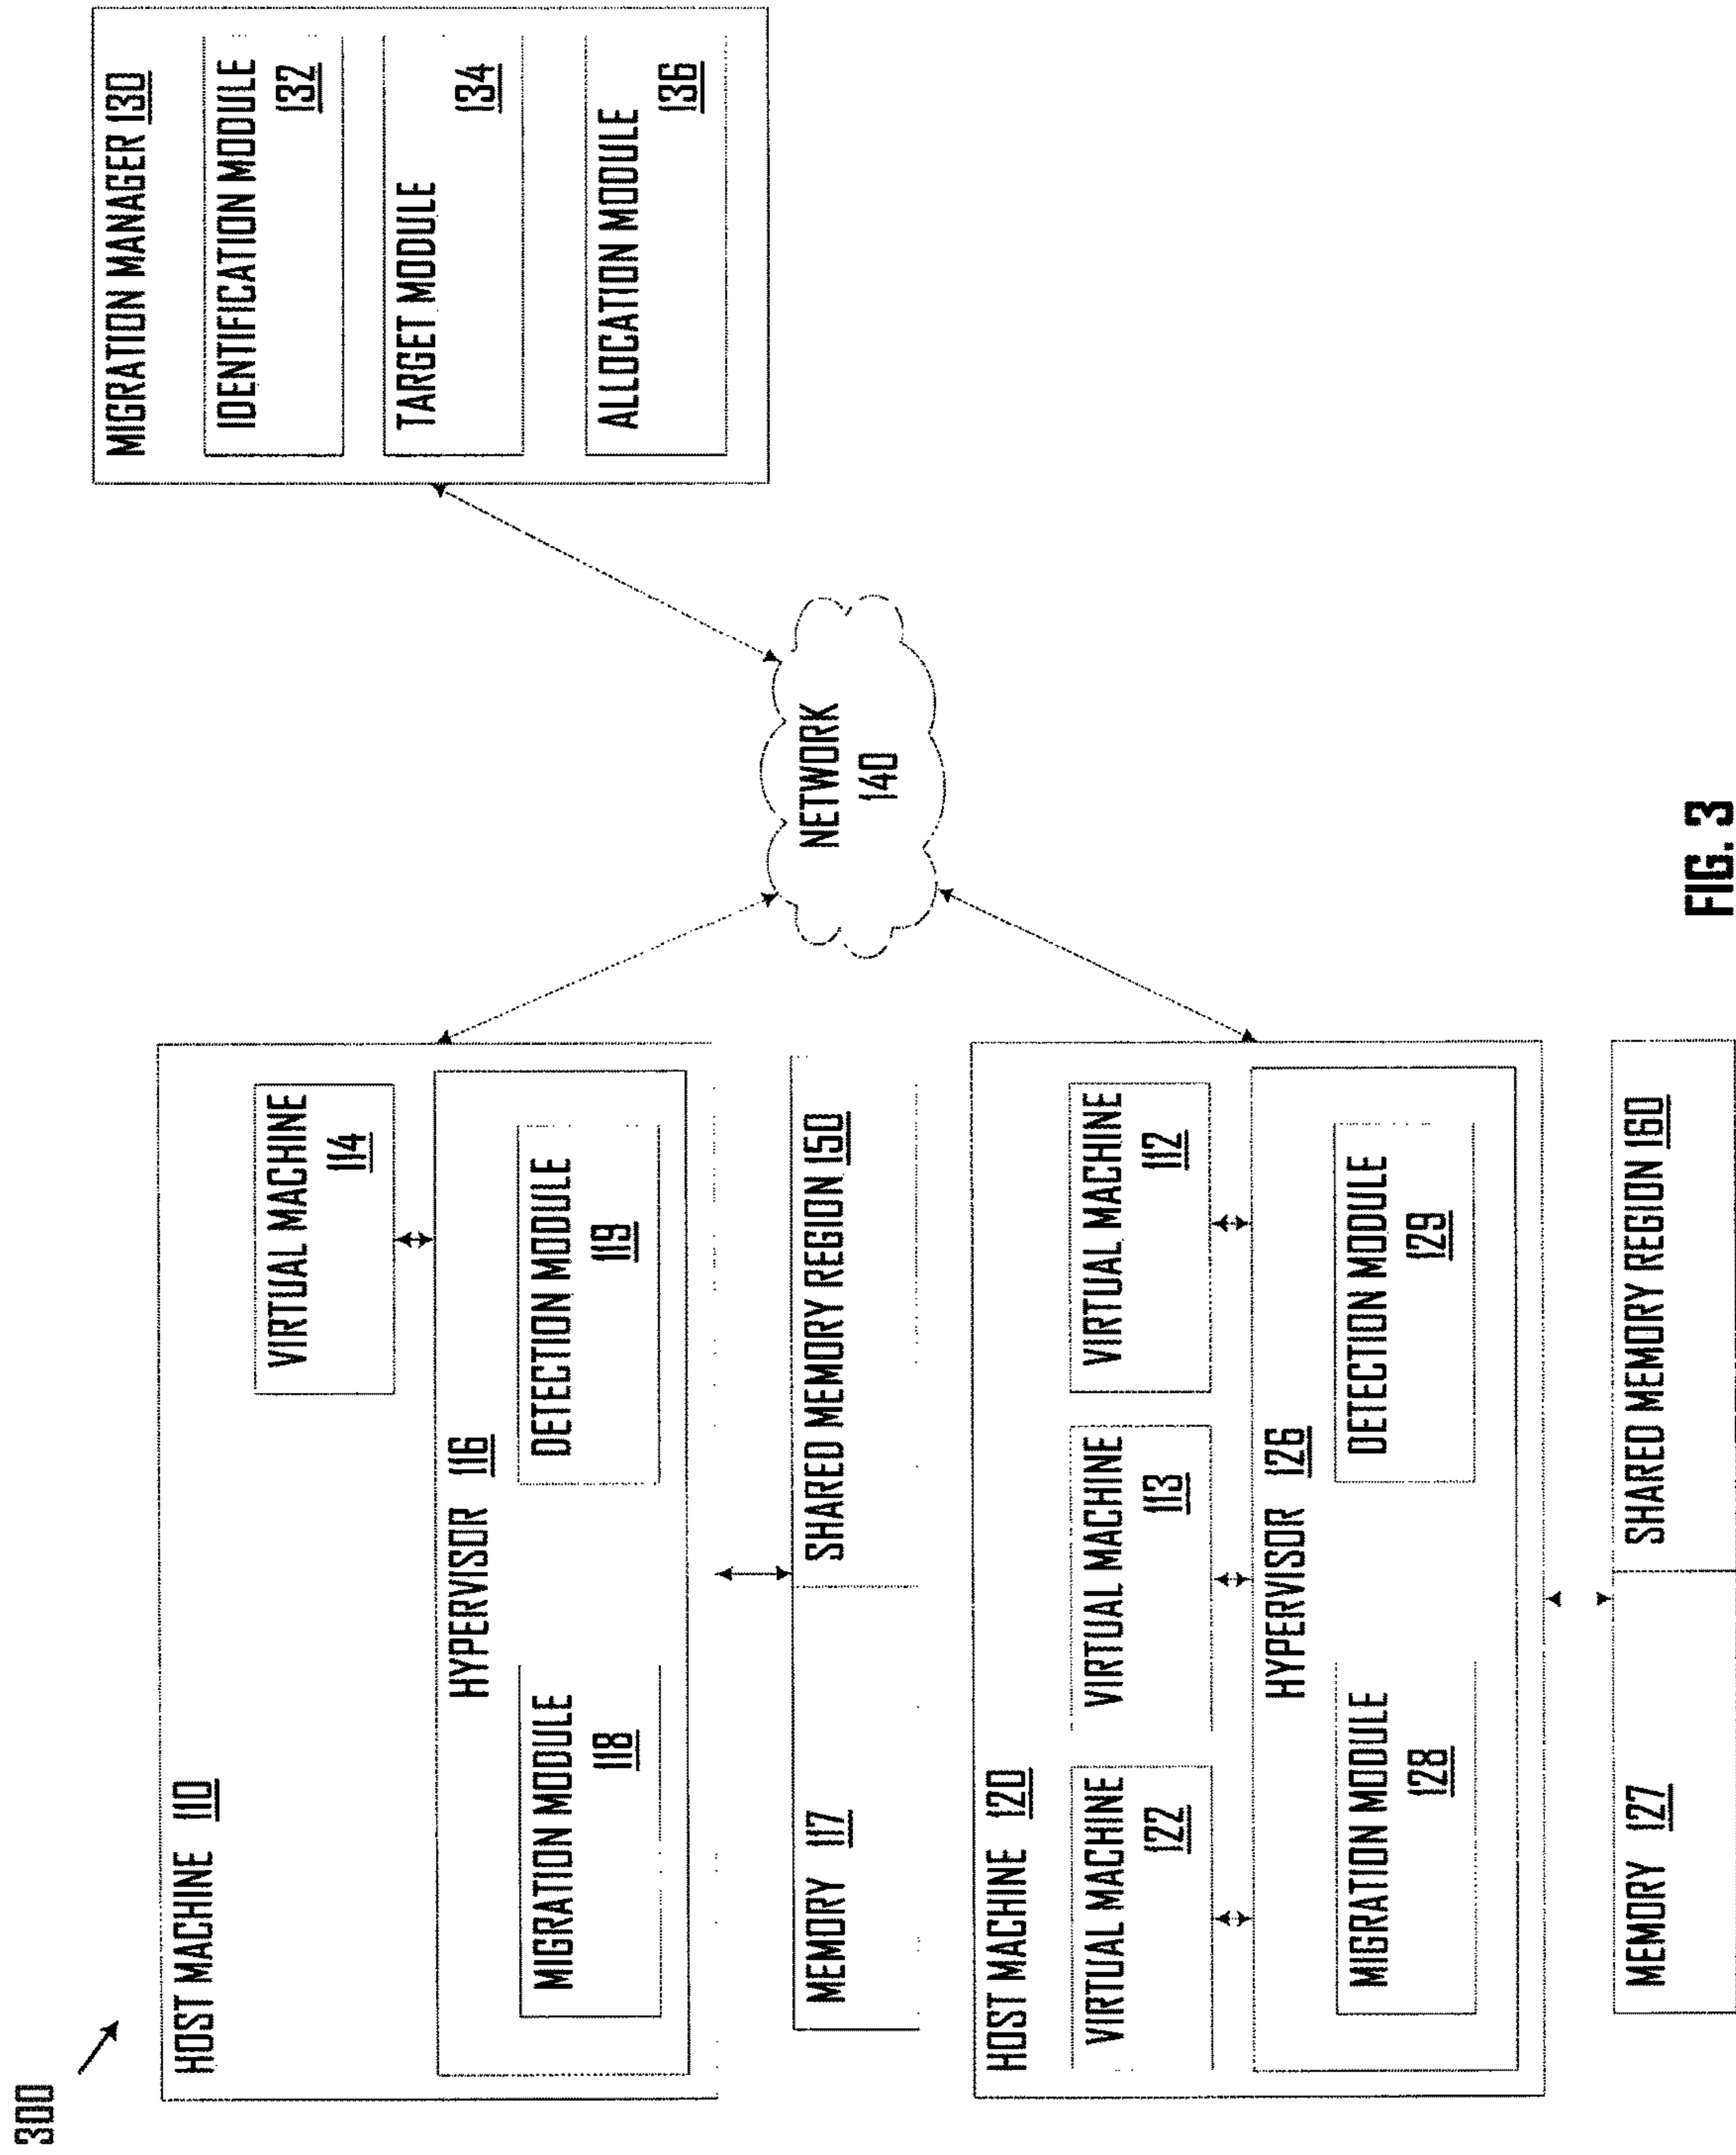 300
HOST MACHINE 110
VIRTUAL MACHINE
114
HYPERVISOR 116
MIGRATION MODULE
118
DETECTION MODULE
119
MEMORY 117
SHARED MEMORY REGION 150
HOST MACHINE 120
VIRTUAL MACHINE
122
VIRTUAL MACHINE
113
VIRTUAL MACHINE
112
HYPERVISOR 126
MIGRATION MODULE
128
DETECTION MODULE
129
MEMORY 127
SHARED MEMORY REGION 160
NETWORK
140
MIGRATION MANAGER 130
IDENTIFICATION MODULE
132
TARGET MODULE
134
ALLOCATION MODULE
136
FIG. 3